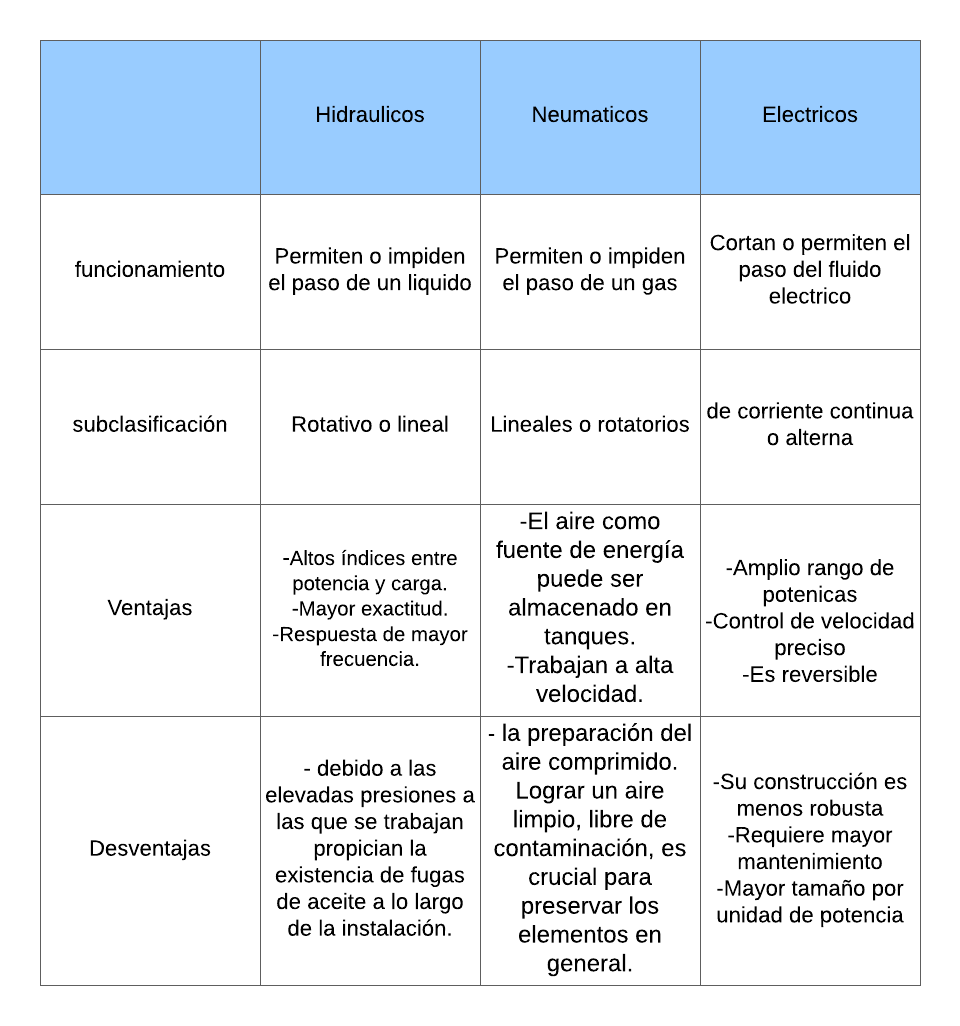 Hidraulicos
Neumaticos
Electricos
funcionamiento
Permiten o impiden
el paso de un liquido
Permiten o impiden
el paso de un gas
Cortan o permiten el
paso del fluido
electrico
subclasificación
Rotativo o lineal
Lineales o rotatorios
de corriente continua
o alterna
Ventajas
-Altos índices entre
potencia y carga.
-Mayor exactitud.
-Respuesta de mayor
frecuencia.
-El aire como
fuente de energía
puede ser
almacenado en
tanques.
-Trabajan a alta
velocidad.
-Amplio rango de
potenicas
-Control de velocidad
preciso
-Es reversible
Desventajas
- debido a las
elevadas presiones a
las que se trabajan
propician la
existencia de fugas
de aceite a lo largo
de la instalación.
- la preparación del
aire comprimido.
Lograr un aire
limpio, libre de
contaminación, es
crucial para
preservar los
elementos en
general.
-Su construcción es
menos robusta
-Requiere mayor
mantenimiento
-Mayor tamaño por
unidad de potencia